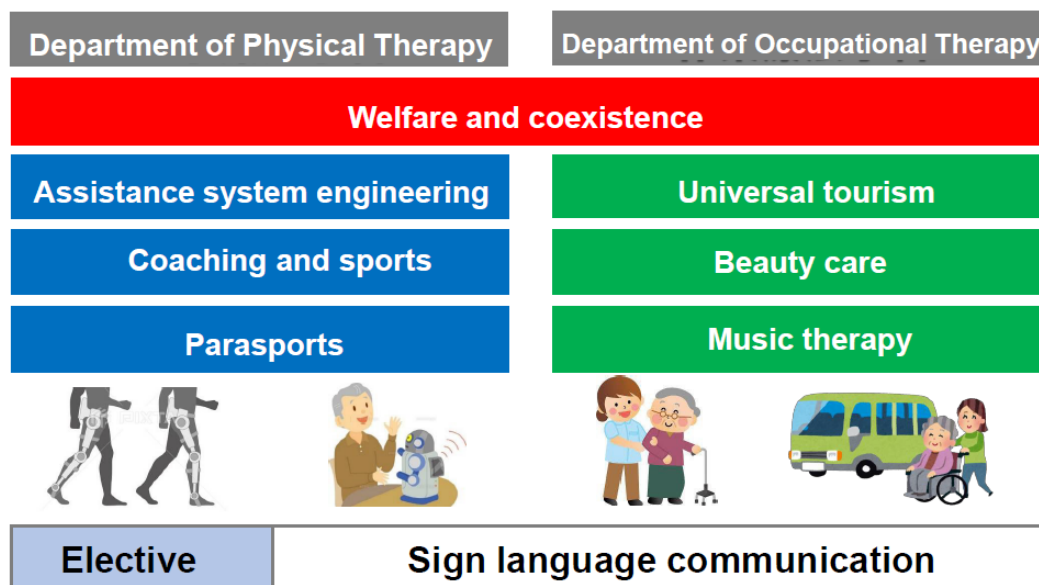 Department of Physical Therapy
Department of Occupational Therapy
Welfare and coexistence
Assistance system engineering
Universal tourism
Coaching and sports
Beauty care
Parasports
Music therapy
Elective
Sign language communication